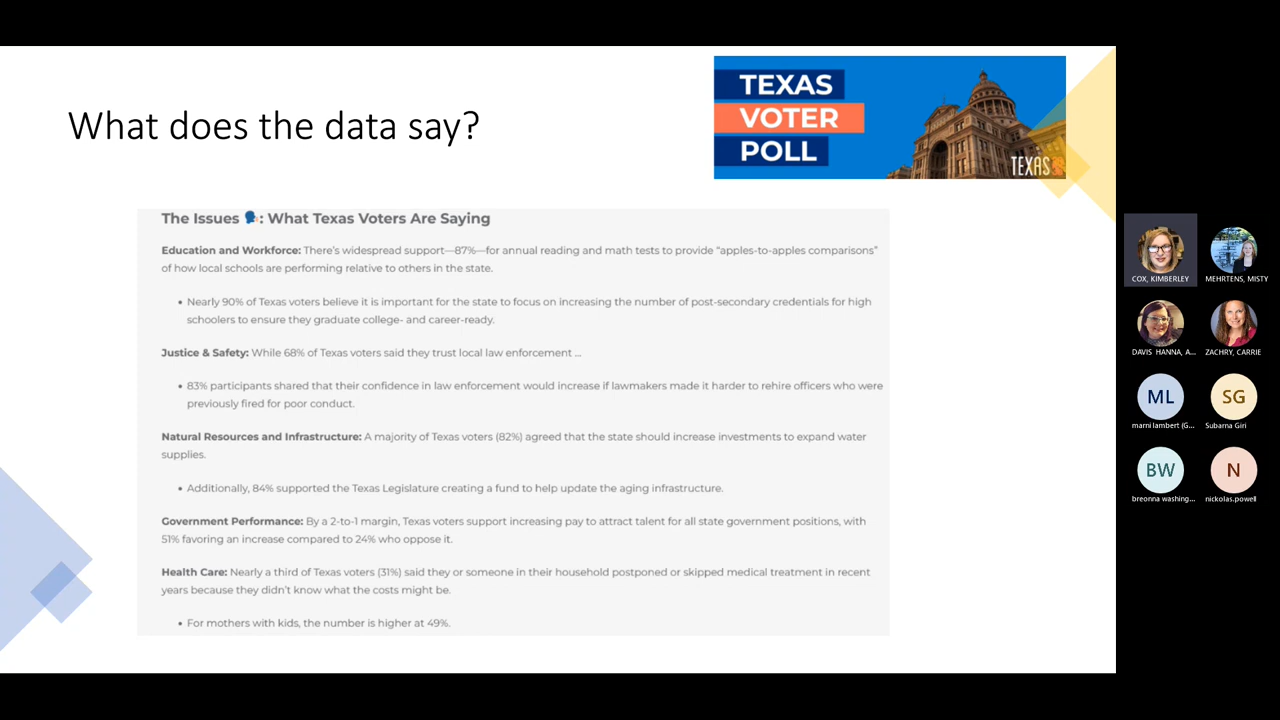 What does the data say?
TEXAS
VOTER
POLL
TEXAS
The Issues 🗣: What Texas Voters Are Saying
Education and Workforce: There's widespread support—87%—for annual reading and math tests to provide "apples-to-apples comparisons"
of how local schools are performing relative to others in the state.
• Nearly 90% of Texas voters believe it is important for the state to focus on increasing the number of post-secondary credentials for high
schoolers to ensure they graduate college- and career-ready.
Justice & Safety: While 68% of Texas voters said they trust local law enforcement ...
• 83% participants shared that their confidence in law enforcement would increase if lawmakers made it harder to rehire officers who were
previously fired for poor conduct.
Natural Resources and Infrastructure: A majority of Texas voters (82%) agreed that the state should increase investments to expand water
supplies.
• Additionally, 84% supported the Texas Legislature creating a fund to help update the aging infrastructure.
Government Performance: By a 2-to-1 margin, Texas voters support increasing pay to attract talent for all state government positions, with
51% favoring an increase compared to 24% who oppose it.
Health Care: Nearly a third of Texas voters (31%) said they or someone in their household postponed or skipped medical treatment in recent
years because they didn't know what the costs might be.
• For mothers with kids, the number is higher at 49%.
COX, KIMBERLEY
MEHRTENS, MISTY
DAVIS HANNA, A...
ZACHRY, CARRIE
ML
SG
marni lambert (G...
Subarna Giri
BW
N
breonna washing...
nickolas.powell